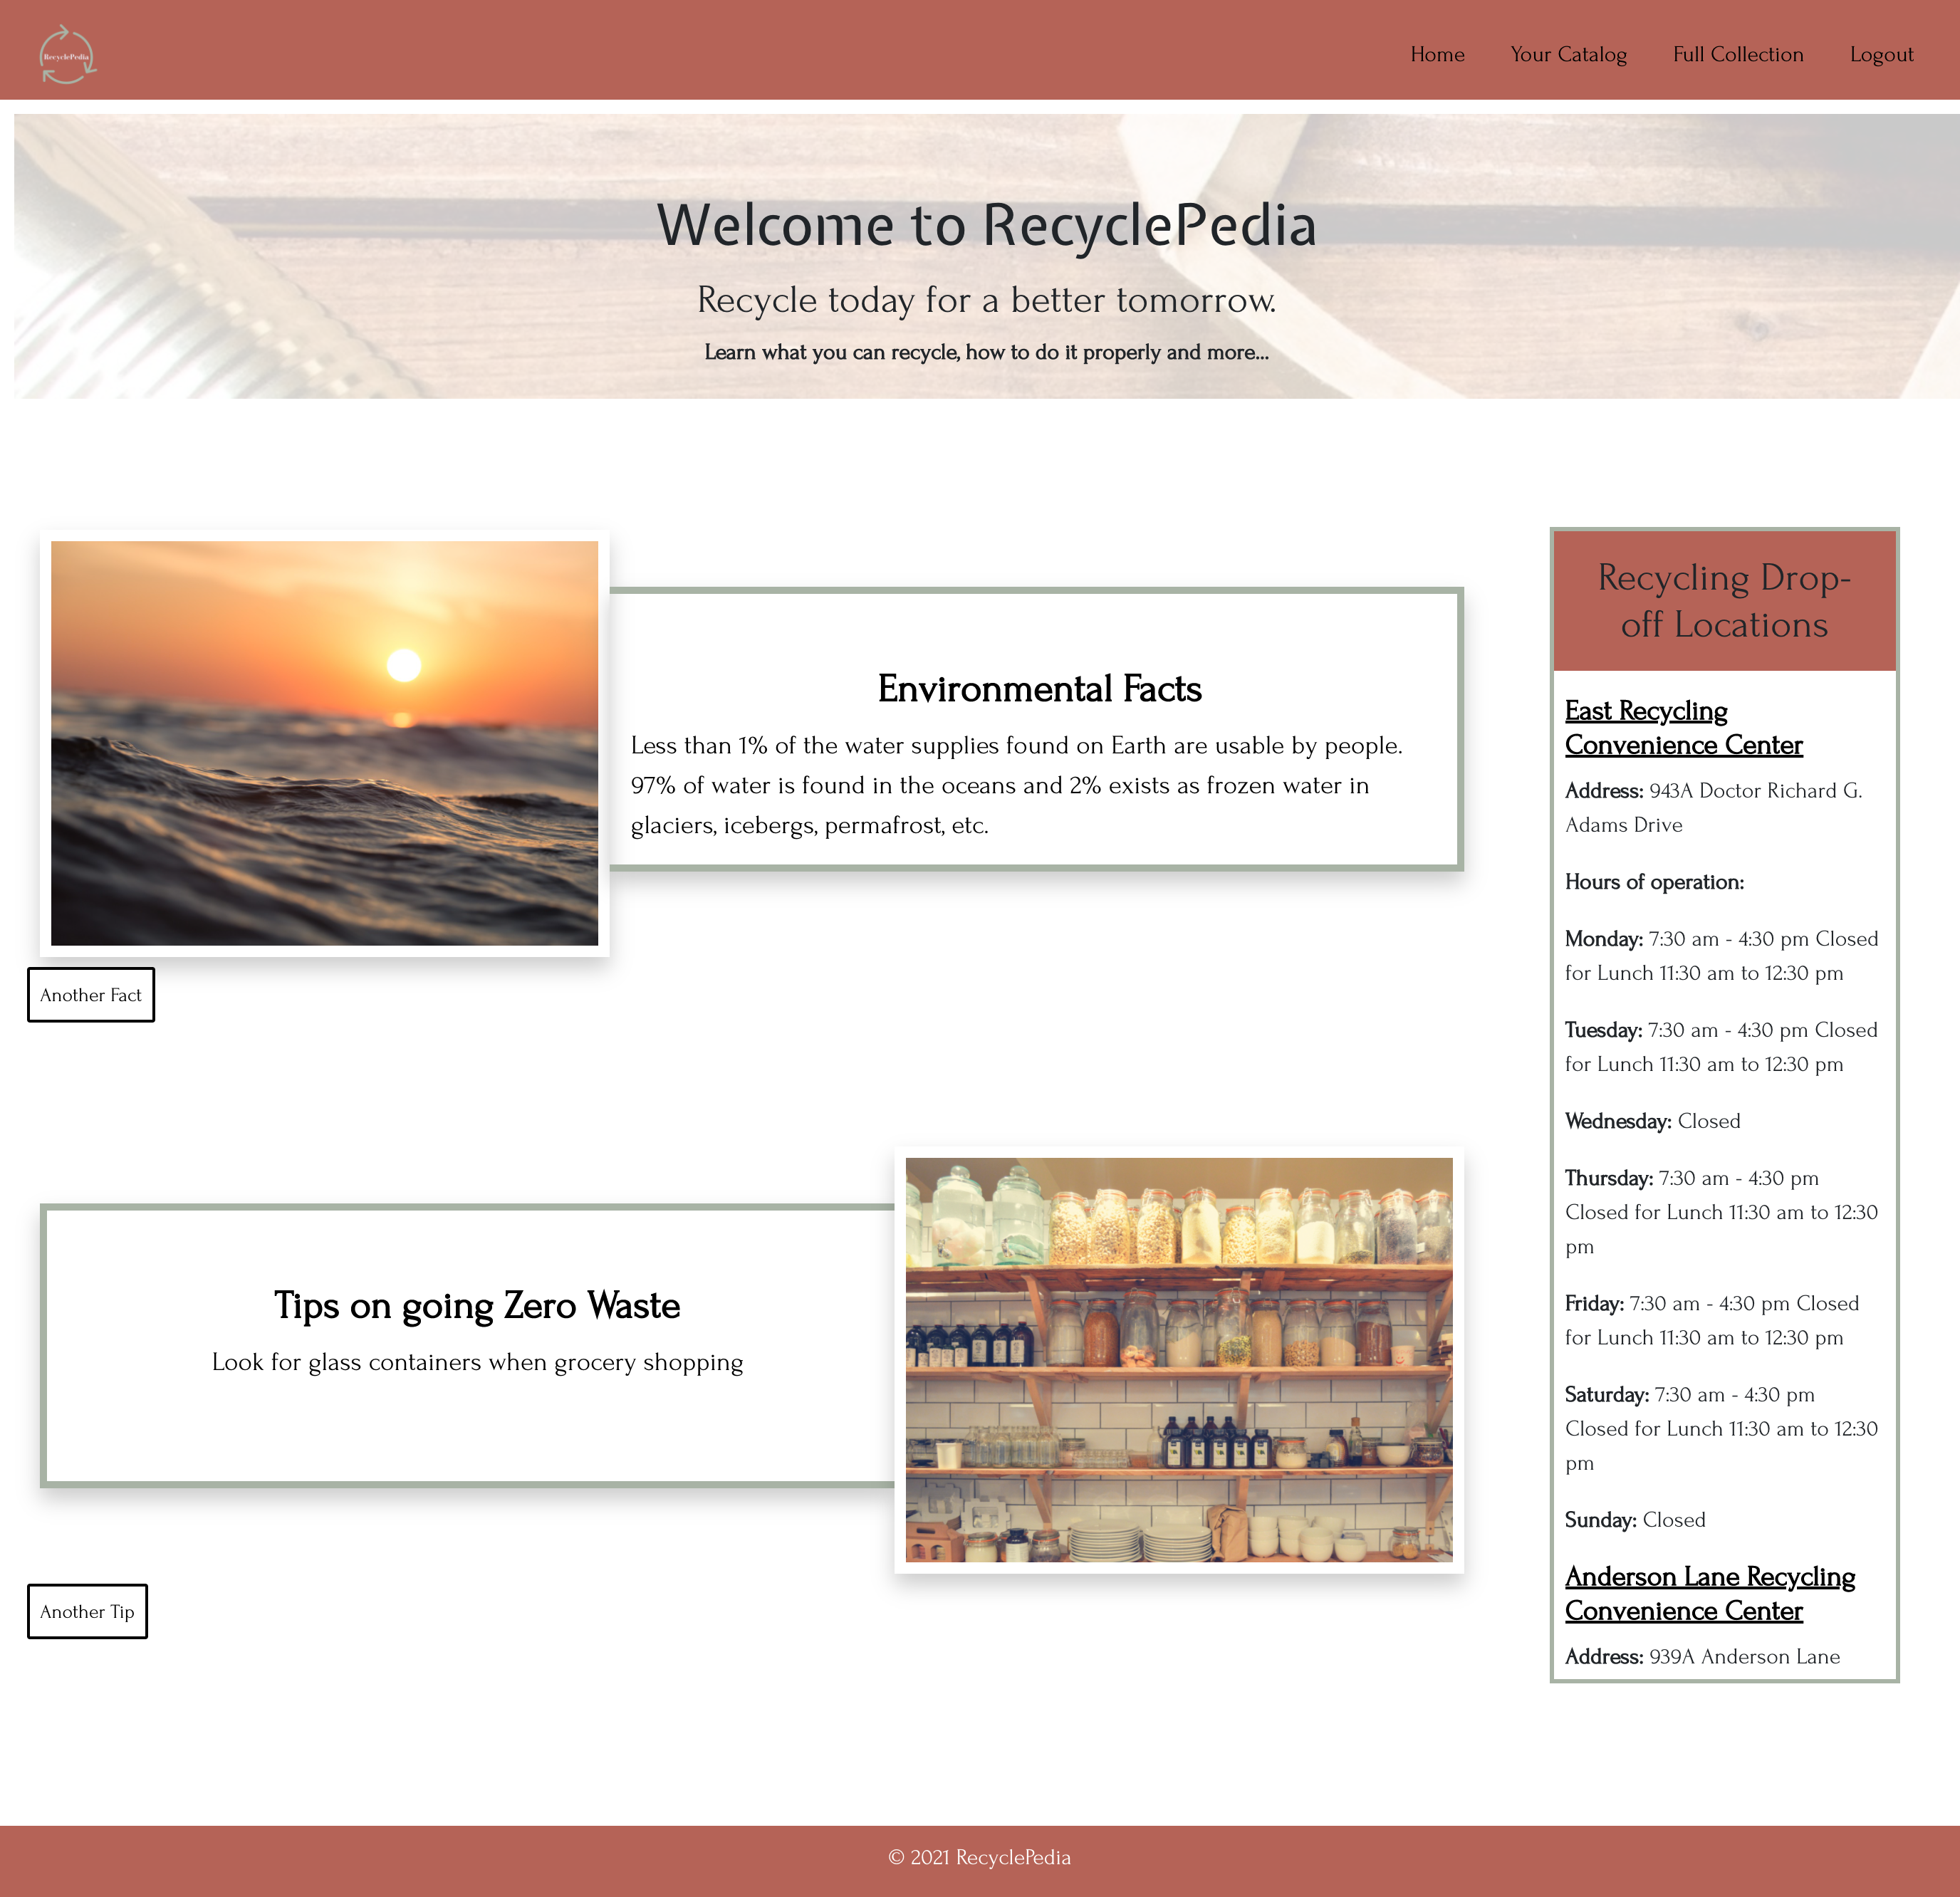 RecyclePedia
Home
Your Catalog
Full Collection
Logout
Welcome to RecyclePedia
Recycle today for a better tomorrow.
Learn what you can recycle, how to do it properly and more...
Environmental Facts
Less than 1% of the water supplies found on Earth are usable by people.
97% of water is found in the oceans and 2% exists as frozen water in
glaciers, icebergs, permafrost, etc.
Another Fact
Tips on going Zero Waste
Look for glass containers when grocery shopping
Another Tip
Recycling Drop-
off Locations
East Recycling
Convenience Center
Address: 943A Doctor Richard G.
Adams Drive
Hours of operation:
Monday: 7:30 am - 4:30 pm Closed
for Lunch 11:30 am to 12:30 pm
Tuesday: 7:30 am - 4:30 pm Closed
for Lunch 11:30 am to 12:30 pm
Wednesday: Closed
Thursday: 7:30 am - 4:30 pm
Closed for Lunch 11:30 am to 12:30
pm
Friday: 7:30 am - 4:30 pm Closed
for Lunch 11:30 am to 12:30 pm
Saturday: 7:30 am - 4:30 pm
Closed for Lunch 11:30 am to 12:30
pm
Sunday: Closed
Anderson Lane Recycling
Convenience Center
Address: 939A Anderson Lane
© 2021 RecyclePedia